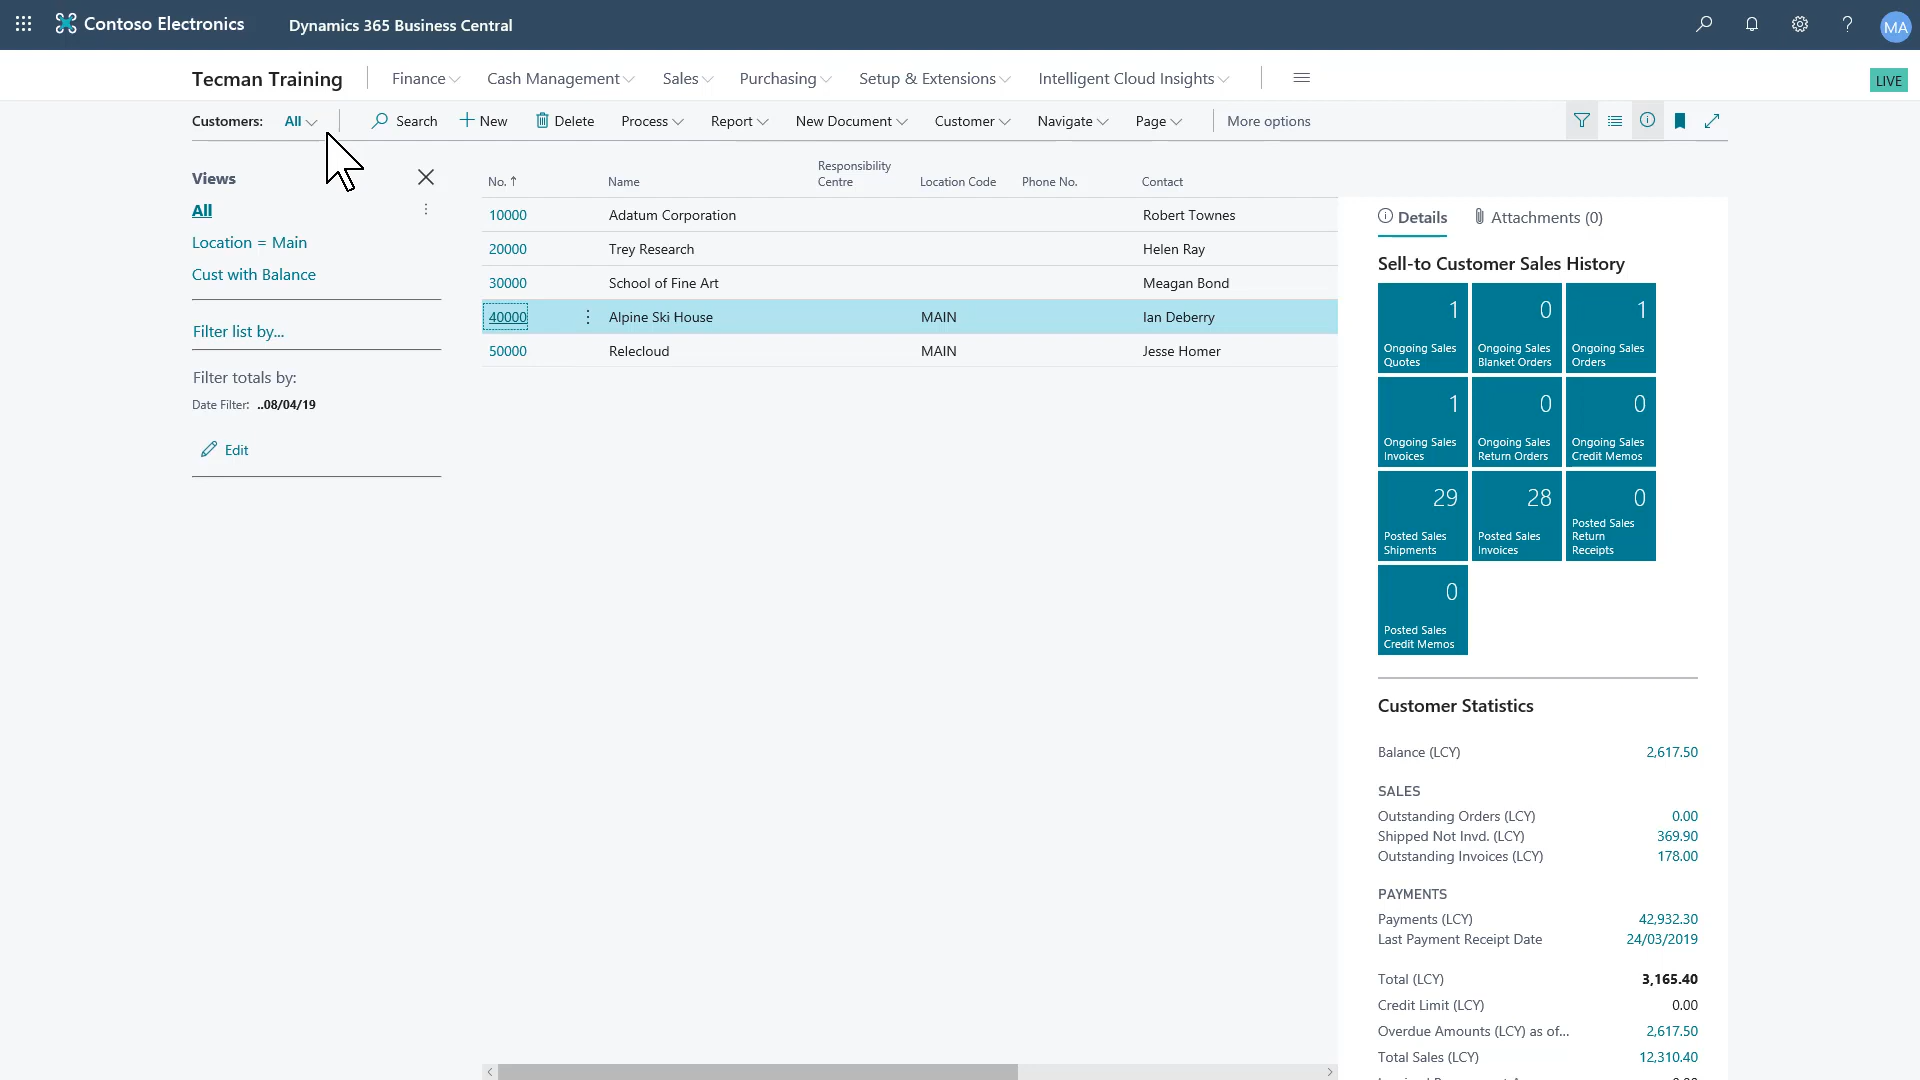 Contoso Electronics
Dynamics 365 Business Central
MA
Tecman Training
Finance
Cash Management
Sales
Purchasing
Setup & Extensions
Intelligent Cloud Insights
LIVE
Customers: All
Search
New
Delete
Process
Report
New Document
Customer
Navigate
Page
More options
Views
All
Location = Main
Cust with Balance
Filter list by...
Filter totals by:
Date Filter: ..08/04/19
Edit
No. ↑ Name Responsibility Centre Location Code Phone No. Contact
10000 Adatum Corporation Robert Townes
20000 Trey Research Helen Ray
30000 School of Fine Art Meagan Bond
40000 Alpine Ski House MAIN Ian Deberry
50000 Relecloud MAIN Jesse Homer
Details
Attachments (0)
Sell-to Customer Sales History
1
Ongoing Sales
Quotes
0
Ongoing Sales
Blanket Orders
1
Ongoing Sales
Orders
1
Ongoing Sales
Invoices
0
Ongoing Sales
Return Orders
0
Ongoing Sales
Credit Memos
29
Posted Sales
Shipments
28
Posted Sales
Invoices
0
Posted Sales
Return
Receipts
0
Posted Sales
Credit Memos
Customer Statistics
Balance (LCY) 2,617.50
SALES
Outstanding Orders (LCY) 0.00
Shipped Not Invd. (LCY) 369.90
Outstanding Invoices (LCY) 178.00
PAYMENTS
Payments (LCY) 42,932.30
Last Payment Receipt Date 24/03/2019
Total (LCY) 3,165.40
Credit Limit (LCY) 0.00
Overdue Amounts (LCY) as of... 2,617.50
Total Sales (LCY) 12,310.40